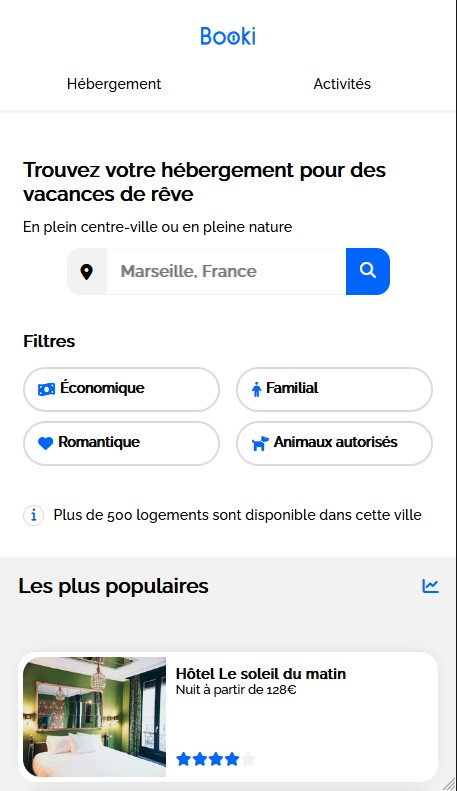 Booki
Hébergement
Activités
Trouvez votre hébergement pour des
vacances de rêve
En plein centre-ville ou en pleine nature
Marseille, France
Filtres
Économique
Familial
Romantique
Animaux autorisés
Plus de 500 logements sont disponible dans cette ville
Les plus populaires
Hôtel Le soleil du matin
Nuit à partir de 128€